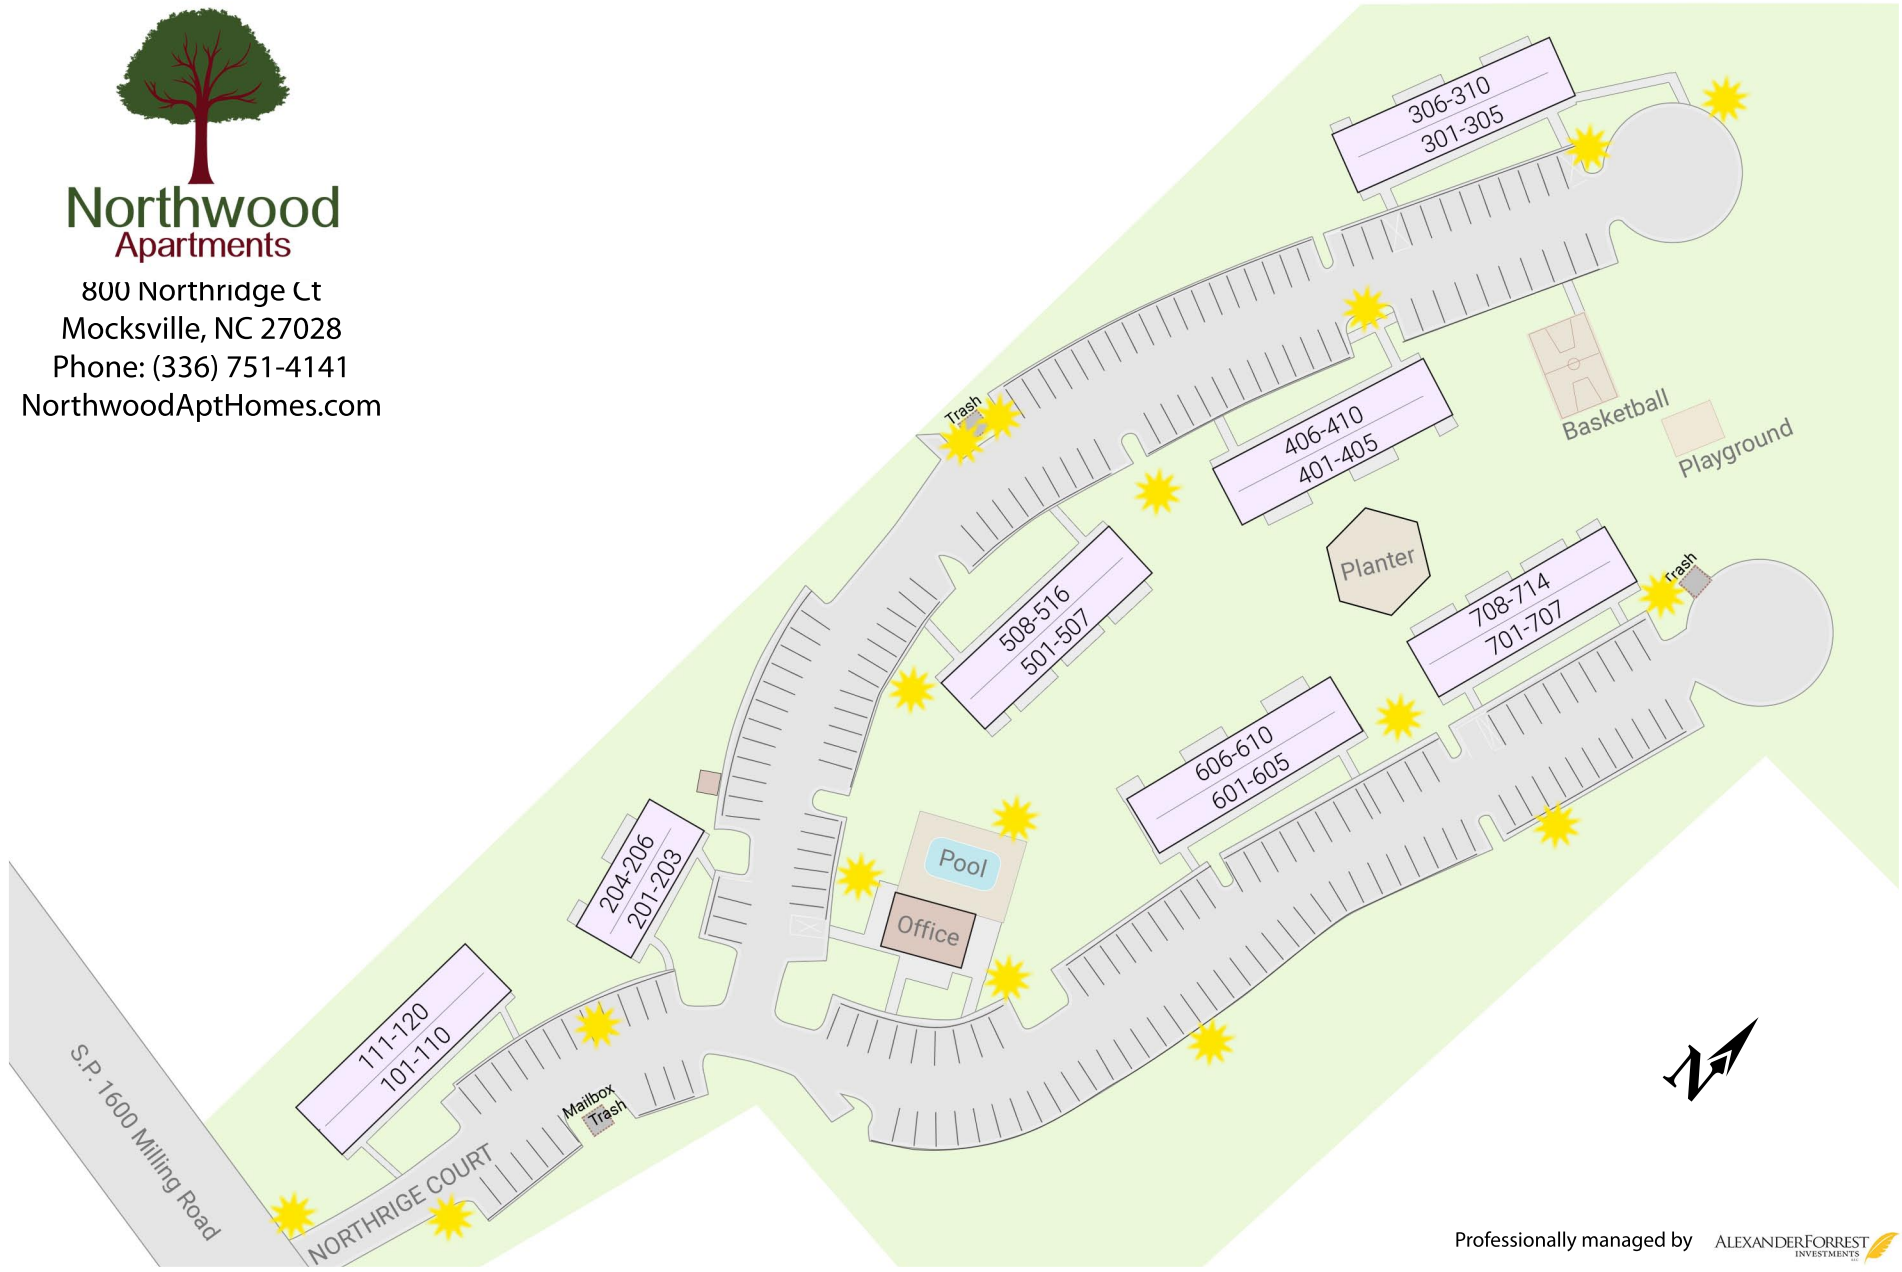 Northwood
Apartments
800 Northridge Ct
Mocksville, NC 27028
Phone: (336) 751-4141
NorthwoodAptHomes.com
306-310
301-305
Trash
406-410
401-405
Basketball
Playground
Planter
508-516
501-507
708-714
701-707
Trash
606-610
601-605
204-206
201-203
Pool
Office
111-120
101-110
Mailbox
Trash
S.P. 1600 Milling Road
NORTHRIGE COURT
N
Professionally managed by
ALEXANDERFORREST
INVESTMENTS